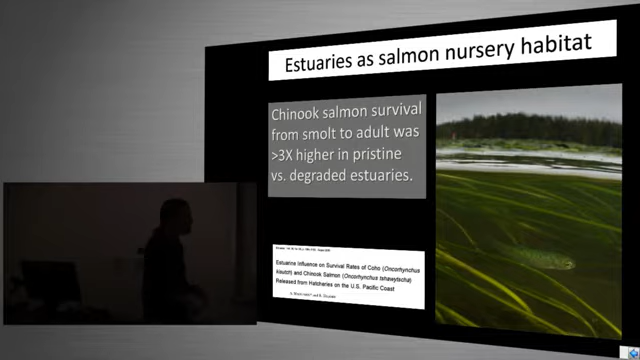 Estuaries as salmon nursery habitat
Chinook salmon survival
from smolt to adult was
>3X higher in pristine
vs. degraded estuaries.
Estuarine Influence on Survival Rates of Coho (Oncorhynchus
kisutch) and Chinook Salmon (Oncorhynchus tshawytscha)
Released from Hatcheries on the U.S. Pacific Coast